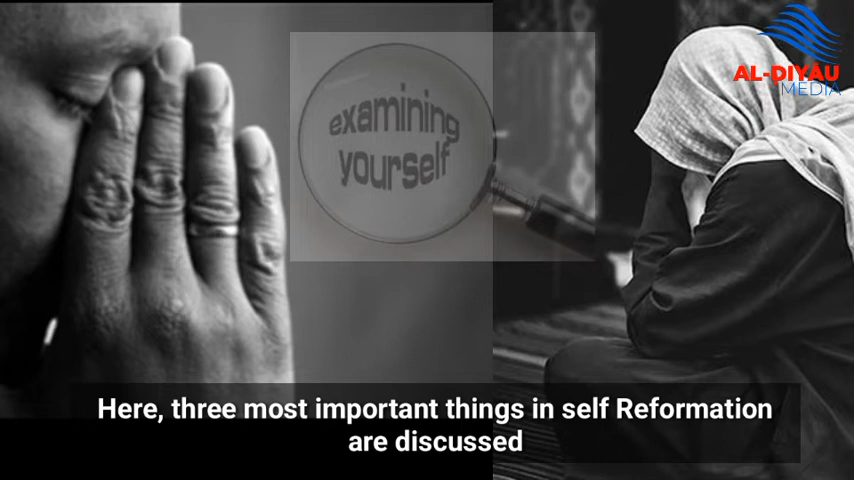 AL-DIYAU
MEDIA
examining
yourself
Here, three most important things in self Reformation
are discussed